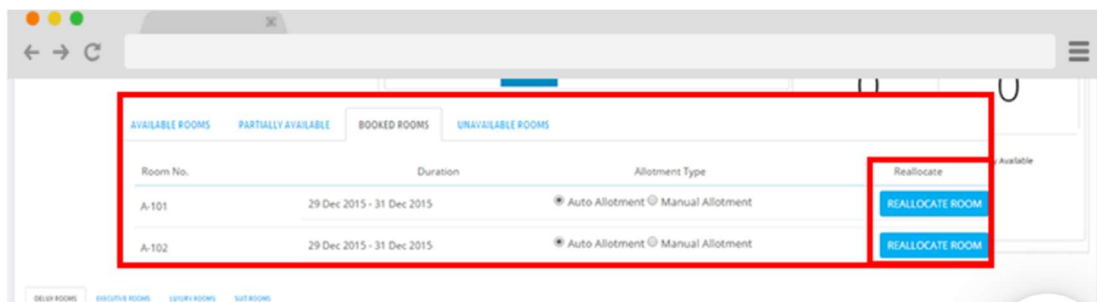 0 0
AVAILABLE ROOMS PARTIALLY AVAILABLE BOOKED ROOMS UNAVAILABLE ROOMS
y Available
Room No. Duration Allotment Type Reallocate
A-101 29 Dec 2015 - 31 Dec 2015 Auto Allotment Manual Allotment REALLOCATE ROOM
A-102 29 Dec 2015 - 31 Dec 2015 Auto Allotment Manual Allotment REALLOCATE ROOM
DELUX ROOMS EXECUTIVE ROOMS LUXURY ROOMS SUIT ROOMS